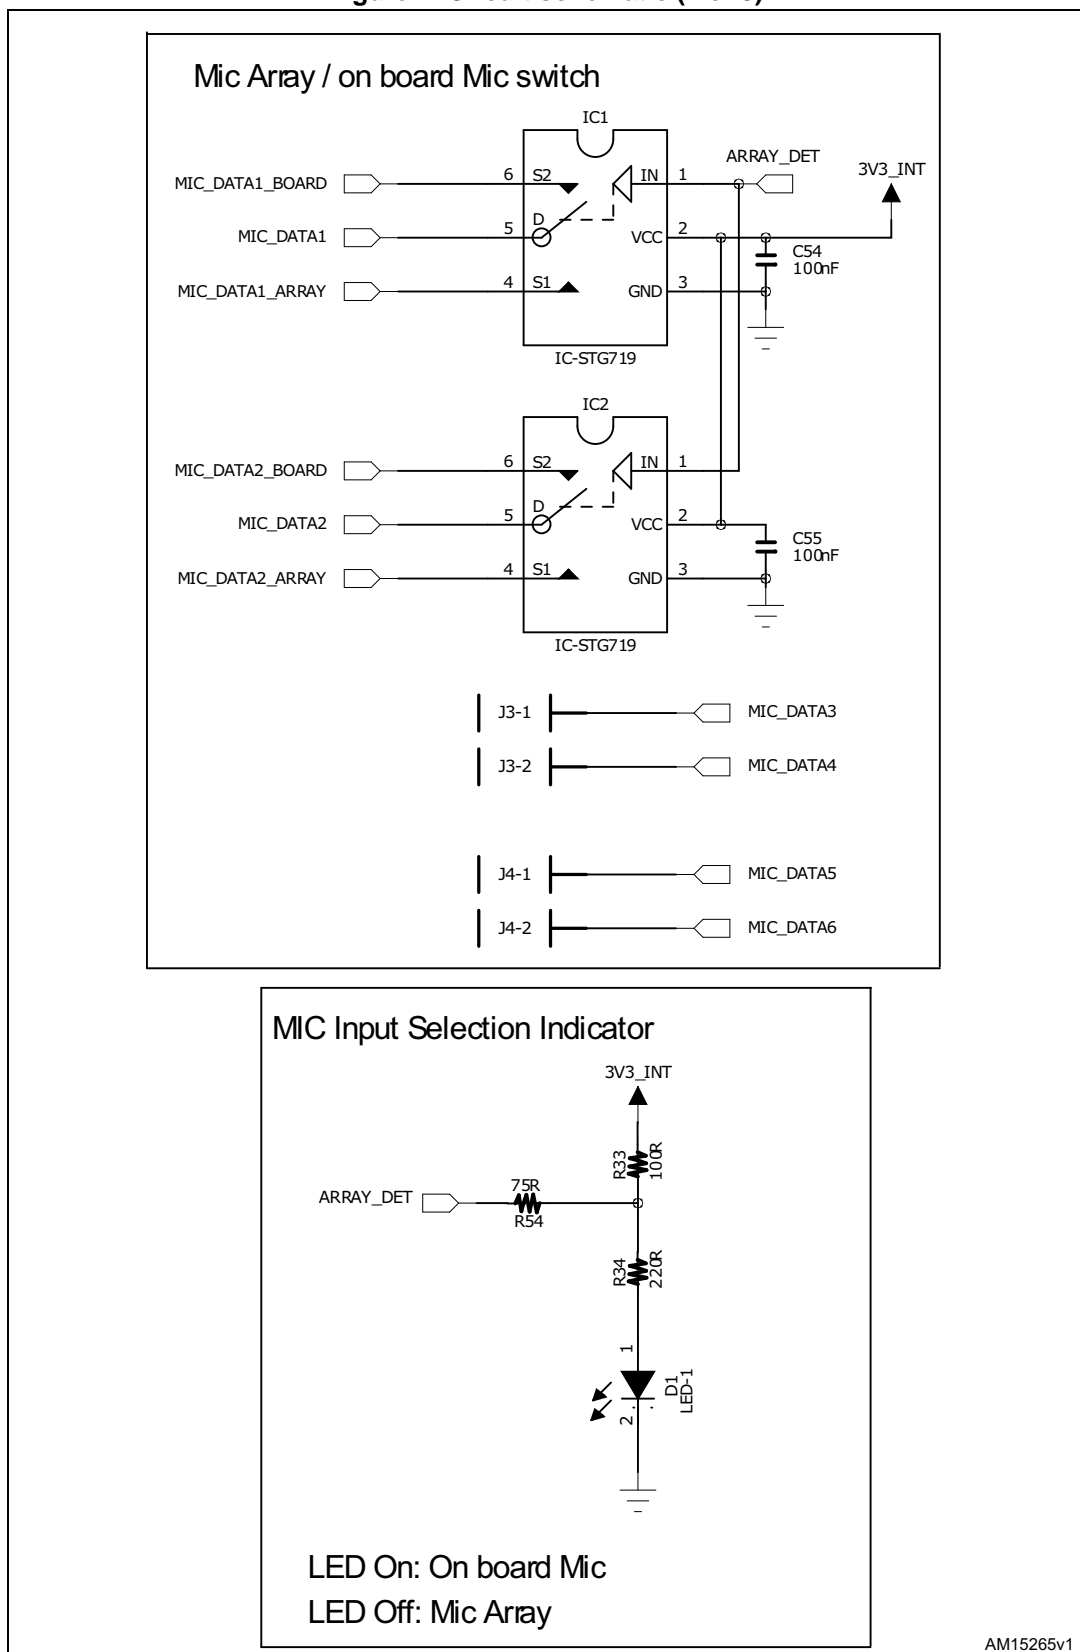 Mic Array / on board Mic switch
IC1
MIC_DATA1_BOARD 6 S2 IN 1 ARRAY_DET 3V3_INT
MIC_DATA1 5 D VCC 2
C54
100nF
MIC_DATA1_ARRAY 4 S1 GND 3
IC-STG719
IC2
MIC_DATA2_BOARD 6 S2 IN 1
MIC_DATA2 5 D VCC 2
C55
100nF
MIC_DATA2_ARRAY 4 S1 GND 3
IC-STG719
J3-1 MIC_DATA3
J3-2 MIC_DATA4
J4-1 MIC_DATA5
J4-2 MIC_DATA6
MIC Input Selection Indicator
3V3_INT
R33
100R
ARRAY_DET
75R
R54
R34
220R
1
D1
LED-1
2
LED On: On board Mic
LED Off: Mic Array
AM15265v1